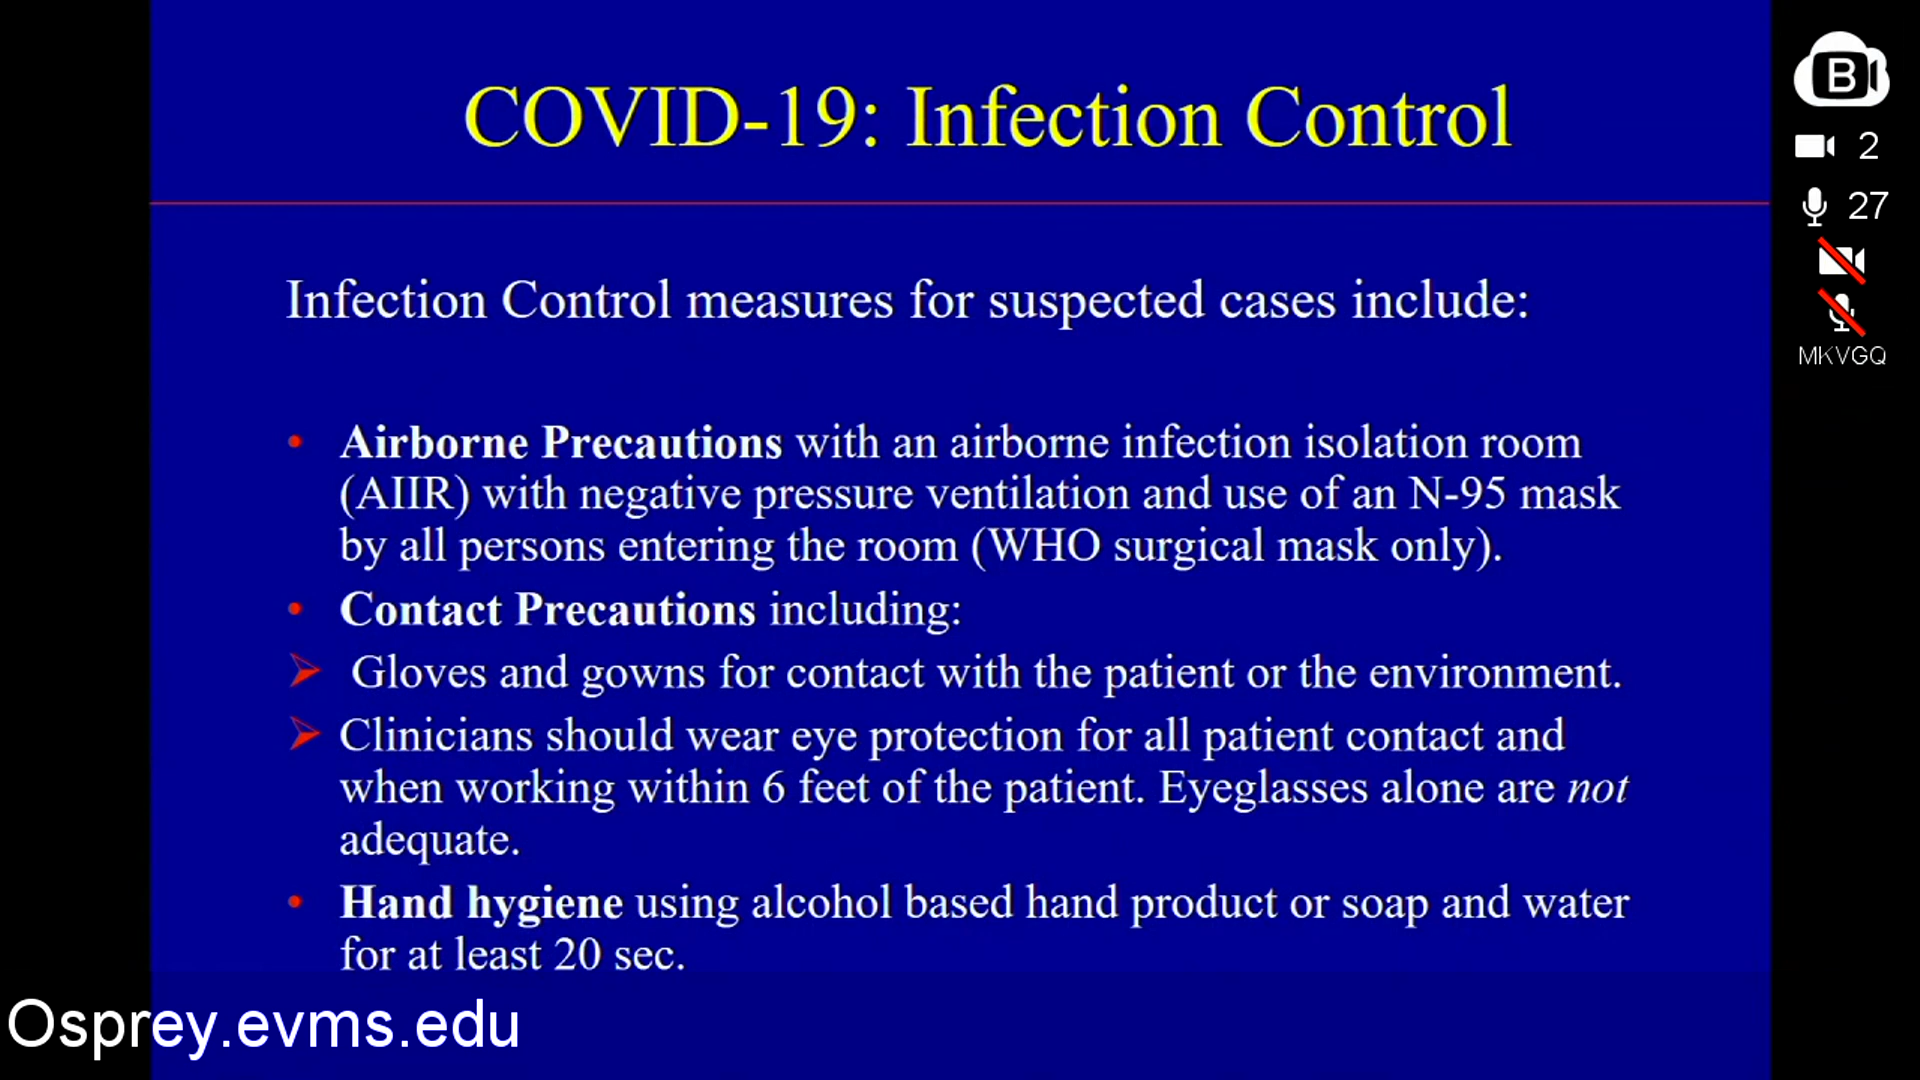 COVID-19: Infection Control
Infection Control measures for suspected cases include:
• Airborne Precautions with an airborne infection isolation room
(AIIR) with negative pressure ventilation and use of an N-95 mask
by all persons entering the room (WHO surgical mask only).
• Contact Precautions including:
➢ Gloves and gowns for contact with the patient or the environment.
➢ Clinicians should wear eye protection for all patient contact and
when working within 6 feet of the patient. Eyeglasses alone are not
adequate.
• Hand hygiene using alcohol based hand product or soap and water
for at least 20 sec.
Osprey.evms.edu
B
2
27
MKVGQ